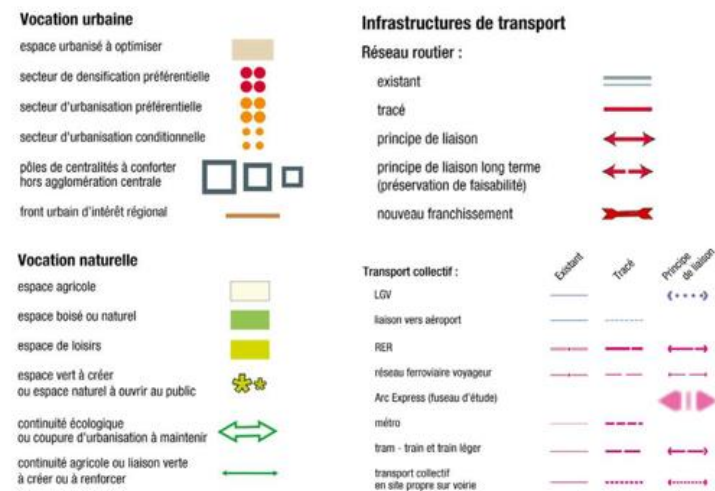 Vocation urbaine
espace urbanisé à optimiser
secteur de densification préférentielle
secteur d'urbanisation préférentielle
secteur d'urbanisation conditionnelle
pôles de centralités à conforter
hors agglomération centrale
front urbain d'intérêt régional
Vocation naturelle
espace agricole
espace boisé ou naturel
espace de loisirs
espace vert à créer
ou espace naturel à ouvrir au public
continuité écologique
ou coupure d'urbanisation à maintenir
continuité agricole ou liaison verte
à créer ou à renforcer
Infrastructures de transport
Réseau routier :
existant
tracé
principe de liaison
principe de liaison long terme
(préservation de faisabilité)
nouveau franchissement
Transport collectif :
Existant
Tracé
Principe
de liaison
LGV
liaison vers aéroport
RER
réseau ferroviaire voyageur
Arc Express (fuseau d'étude)
métro
tram - train et train léger
transport collectif
en site propre sur voirie